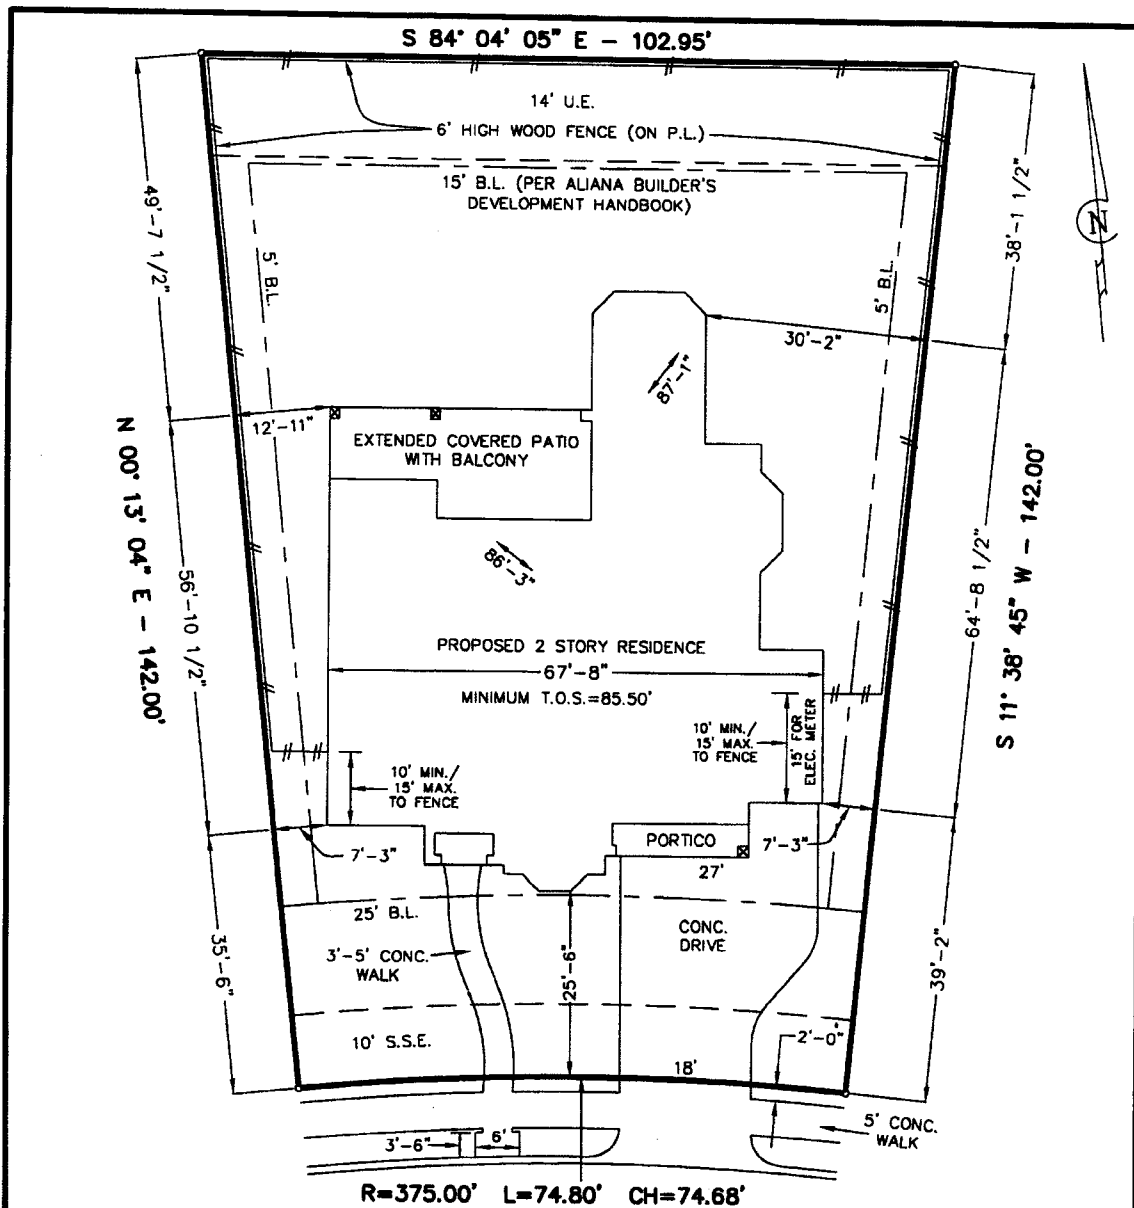 S 84° 04' 05" E - 102.95'
14' U.E.
6' HIGH WOOD FENCE (ON P.L.)
15' B.L. (PER ALIANA BUILDER'S
DEVELOPMENT HANDBOOK)
49'-7 1/2"
38'-1 1/2"
N
5' B.L.
5' B.L.
30'-2"
87'-1"
12'-11"
EXTENDED COVERED PATIO
WITH BALCONY
N 00° 13' 04" E - 142.00'
S 11° 38' 45" W - 142.00'
86'-3"
56'-10 1/2"
64'-8 1/2"
PROPOSED 2 STORY RESIDENCE
67'-8"
MINIMUM T.O.S.=85.50'
10' MIN./
15' MAX.
TO FENCE
15' FOR
ELEC. METER
10' MIN./
15' MAX.
TO FENCE
PORTICO
7'-3"
7'-3"
27'
25' B.L.
CONC.
DRIVE
3'-5' CONC.
WALK
25'-6"
35'-6"
39'-2"
10' S.S.E.
2'-0"
18'
5' CONC.
WALK
3'-6"
6'
R=375.00' L=74.80' CH=74.68'